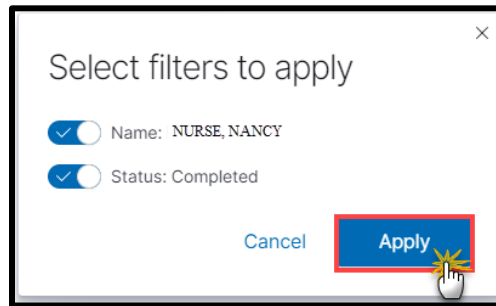 Select filters to apply
Name: NURSE, NANCY
Status: Completed
Cancel Apply